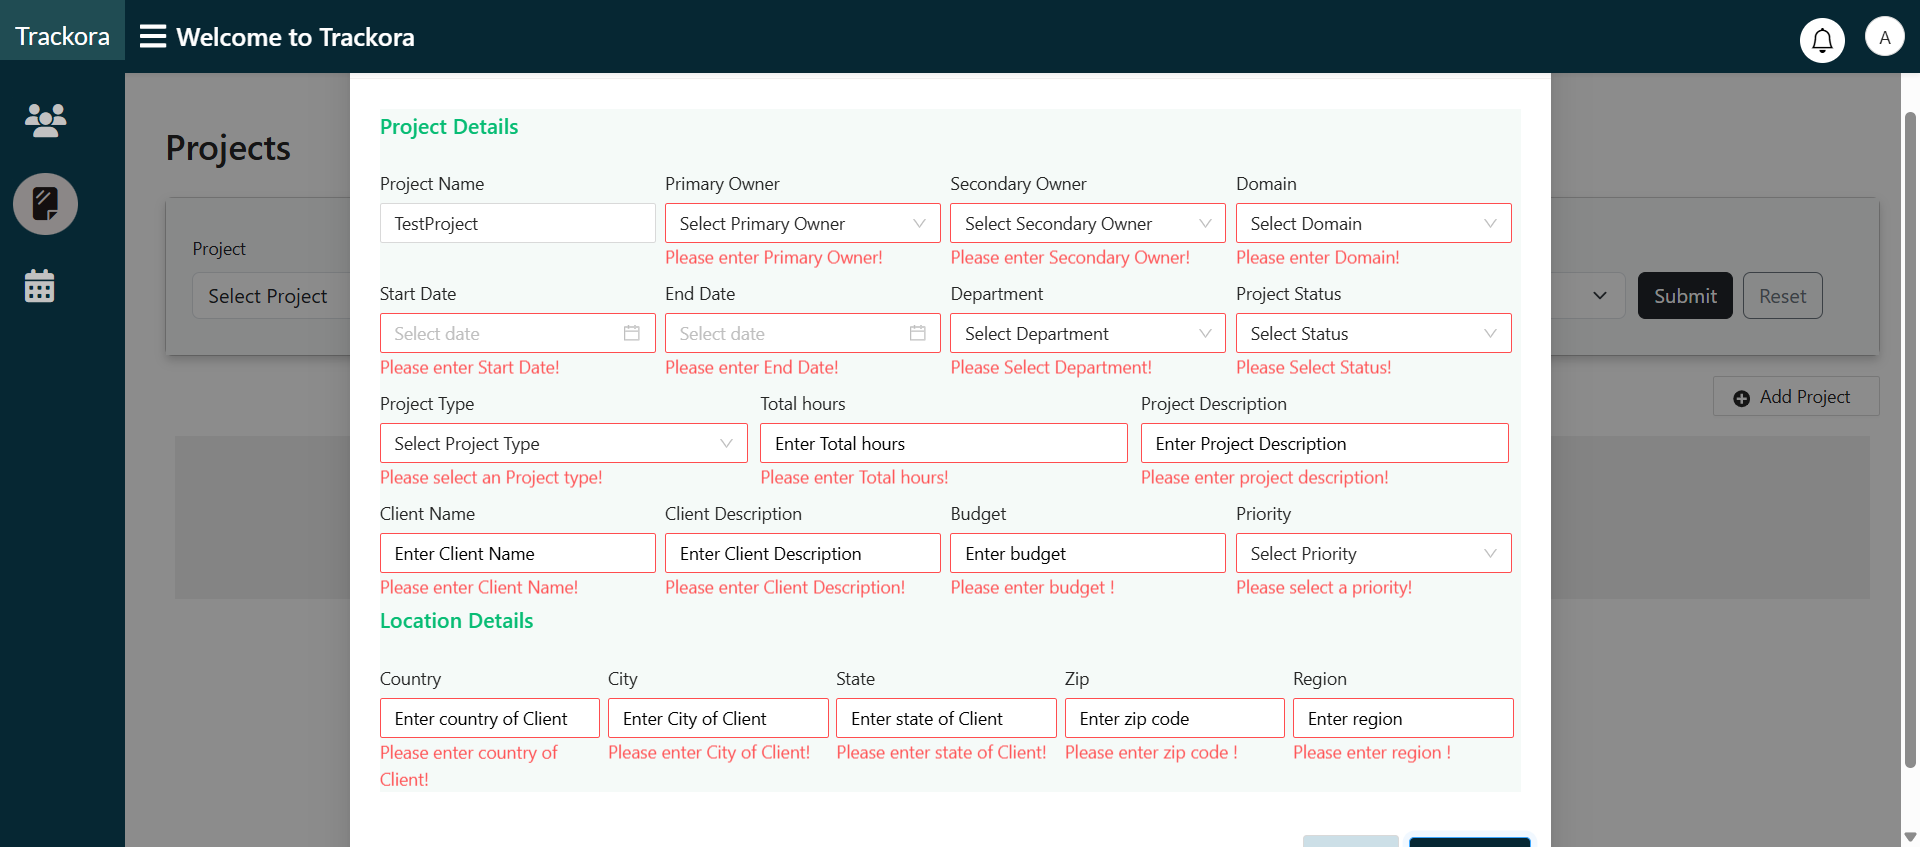 Trackora
Welcome to Trackora
A
Projects
Project
Select Project
Submit
Reset
Add Project
Project Details
Project Name
Primary Owner
Secondary Owner
Domain
TestProject
Select Primary Owner
Select Secondary Owner
Select Domain
Please enter Primary Owner!
Please enter Secondary Owner!
Please enter Domain!
Start Date
End Date
Department
Project Status
Select date
Select date
Select Department
Select Status
Please enter Start Date!
Please enter End Date!
Please Select Department!
Please Select Status!
Project Type
Total hours
Project Description
Select Project Type
Enter Total hours
Enter Project Description
Please select an Project type!
Please enter Total hours!
Please enter project description!
Client Name
Client Description
Budget
Priority
Enter Client Name
Enter Client Description
Enter budget
Select Priority
Please enter Client Name!
Please enter Client Description!
Please enter budget !
Please select a priority!
Location Details
Country
City
State
Zip
Region
Enter country of Client
Enter City of Client
Enter state of Client
Enter zip code
Enter region
Please enter country of
Client!
Please enter City of Client!
Please enter state of Client!
Please enter zip code !
Please enter region !